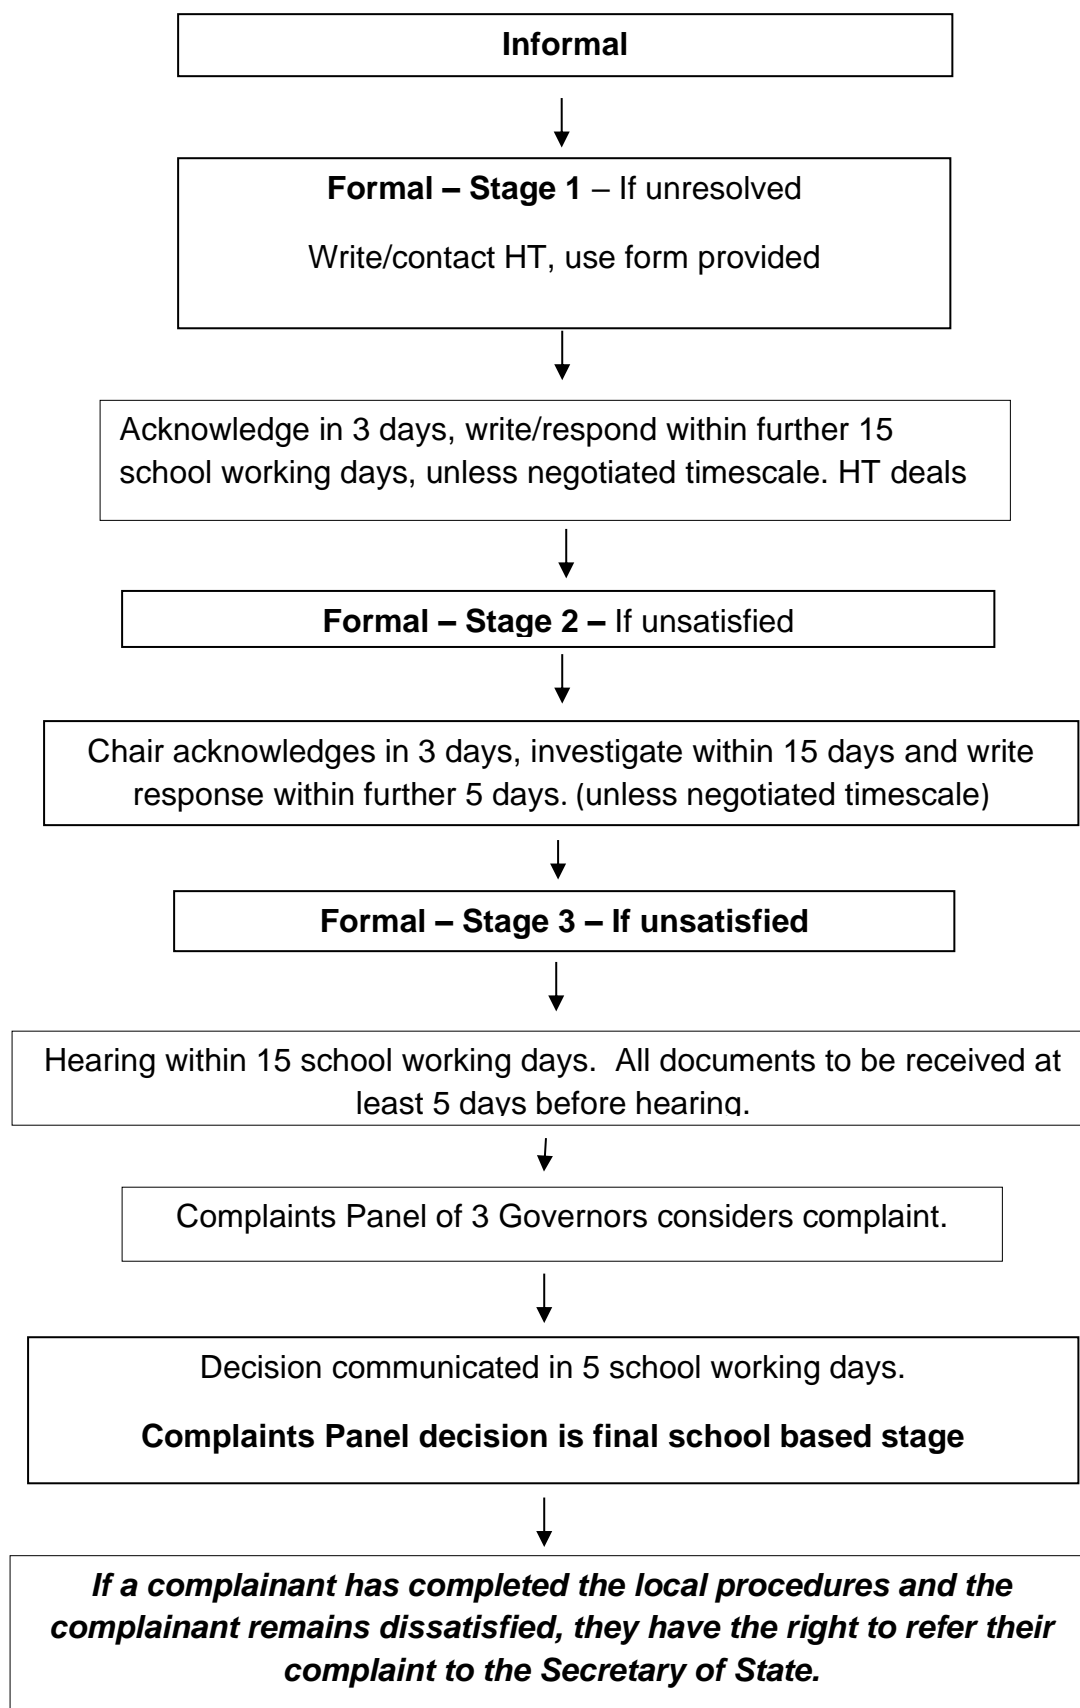 Informal
Formal – Stage 1 – If unresolved
Write/contact HT, use form provided
Acknowledge in 3 days, write/respond within further 15
school working days, unless negotiated timescale. HT deals
Formal – Stage 2 – If unsatisfied
Chair acknowledges in 3 days, investigate within 15 days and write
response within further 5 days. (unless negotiated timescale)
Formal – Stage 3 – If unsatisfied
Hearing within 15 school working days.  All documents to be received at
least 5 days before hearing.
Complaints Panel of 3 Governors considers complaint.
Decision communicated in 5 school working days.
Complaints Panel decision is final school based stage
If a complainant has completed the local procedures and the
complainant remains dissatisfied, they have the right to refer their
complaint to the Secretary of State.